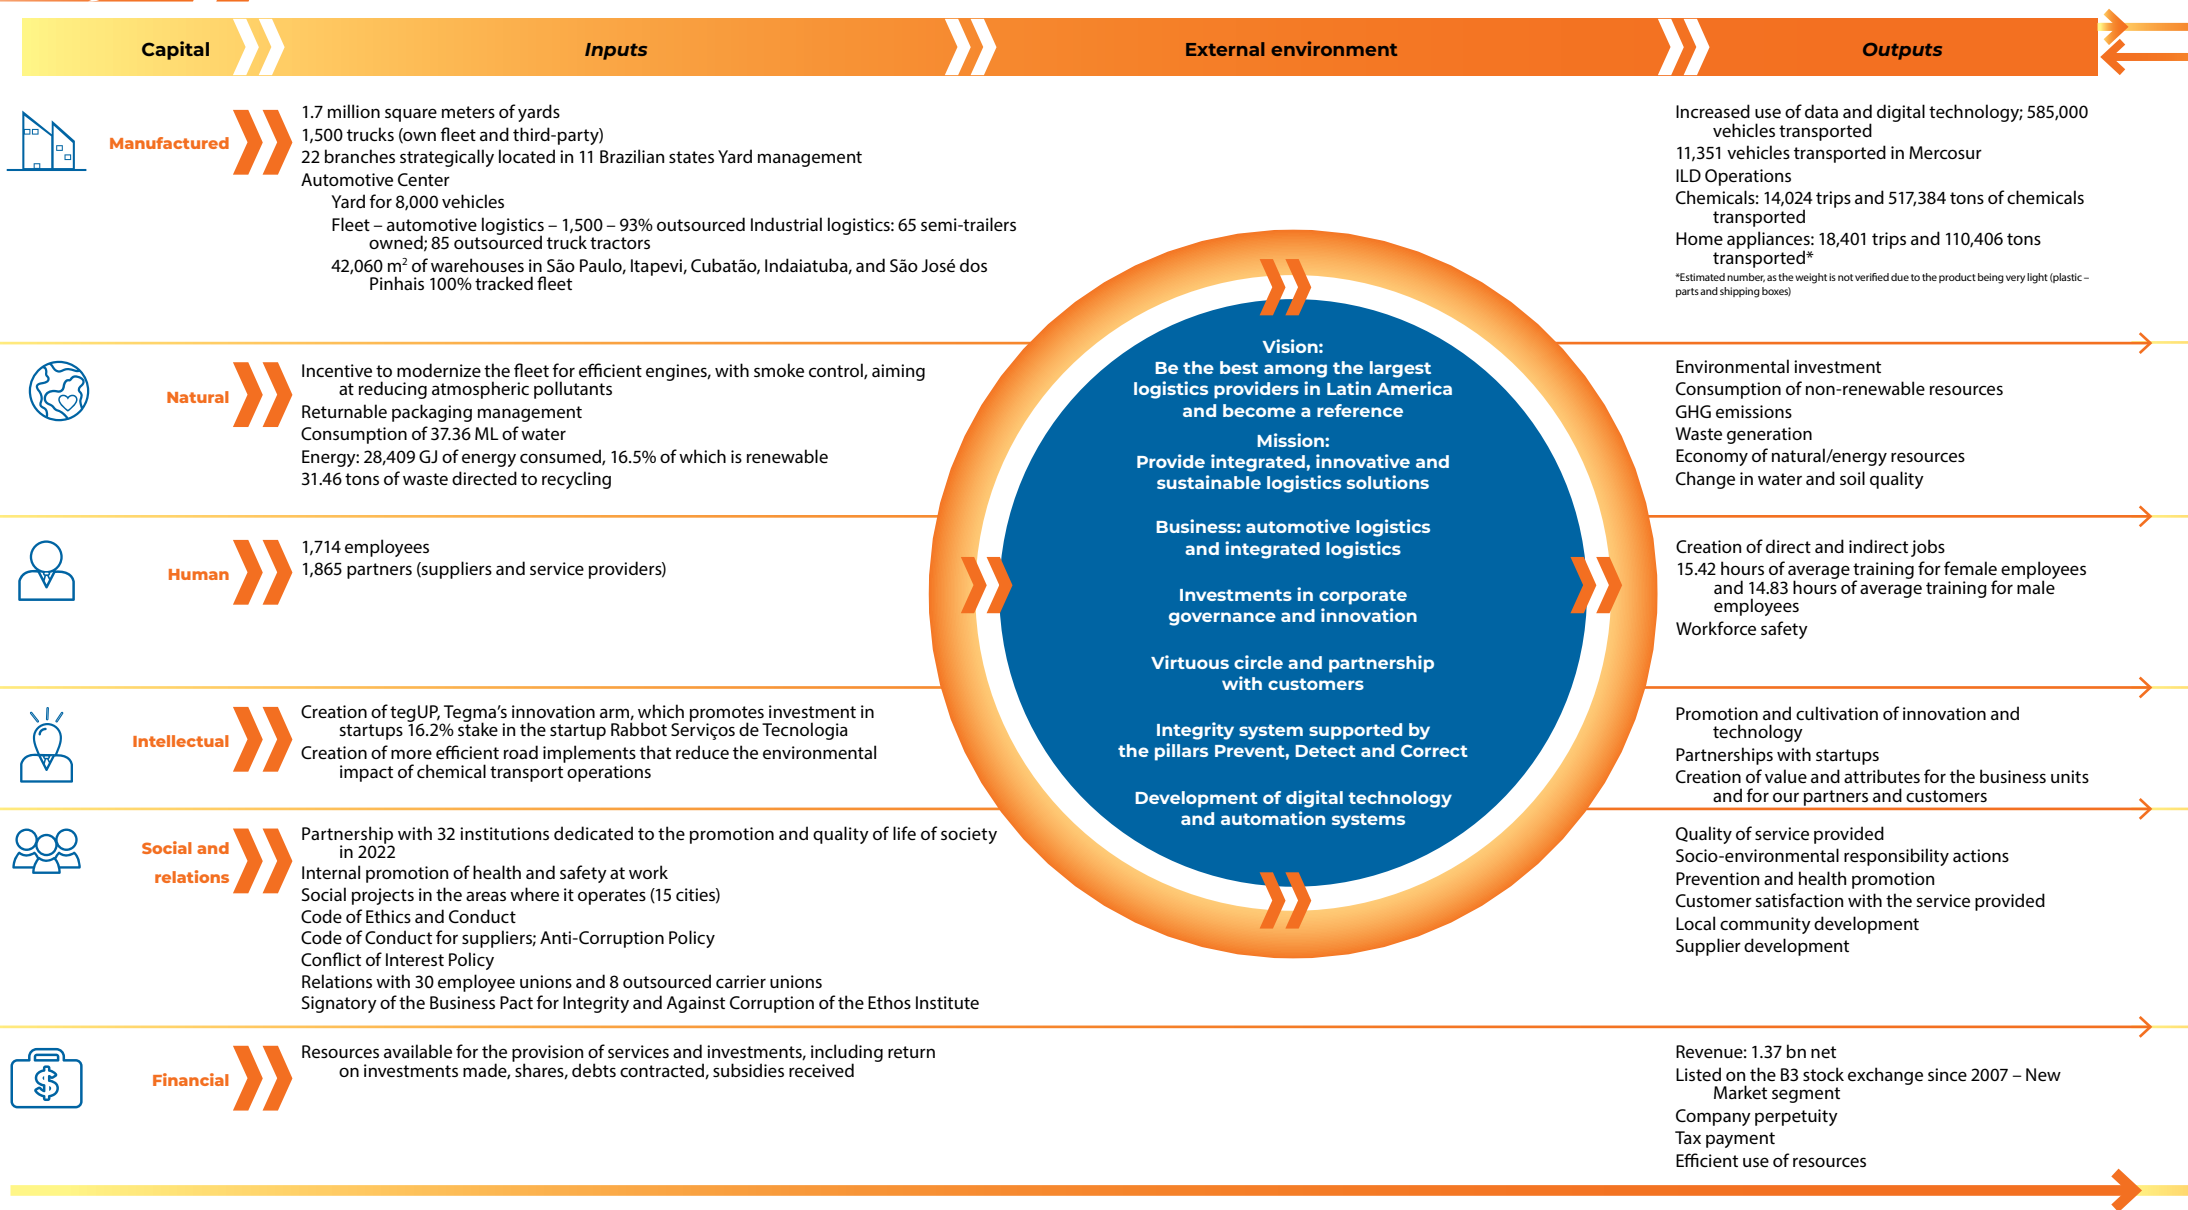 Capital
Inputs
External environment
Outputs
Manufactured
1.7 million square meters of yards
1,500 trucks (own fleet and third-party)
22 branches strategically located in 11 Brazilian states Yard management
Automotive Center
Yard for 8,000 vehicles
Fleet – automotive logistics – 1,500 – 93% outsourced Industrial logistics: 65 semi-trailers
owned; 85 outsourced truck tractors
42,060 m² of warehouses in São Paulo, Itapevi, Cubatão, Indaiatuba, and São José dos
Pinhais 100% tracked fleet
Increased use of data and digital technology; 585,000
vehicles transported
11,351 vehicles transported in Mercosur
ILD Operations
Chemicals: 14,024 trips and 517,384 tons of chemicals
transported
Home appliances: 18,401 trips and 110,406 tons
transported*
*Estimated number, as the weight is not verified due to the product being very light (plastic –
parts and shipping boxes)
Natural
Incentive to modernize the fleet for efficient engines, with smoke control, aiming
at reducing atmospheric pollutants
Returnable packaging management
Consumption of 37.36 ML of water
Energy: 28,409 GJ of energy consumed, 16.5% of which is renewable
31.46 tons of waste directed to recycling
Environmental investment
Consumption of non-renewable resources
GHG emissions
Waste generation
Economy of natural/energy resources
Change in water and soil quality
Human
1,714 employees
1,865 partners (suppliers and service providers)
Creation of direct and indirect jobs
15.42 hours of average training for female employees
and 14.83 hours of average training for male
employees
Workforce safety
Intellectual
Creation of tegUP, Tegma's innovation arm, which promotes investment in
startups 16.2% stake in the startup Rabbot Serviços de Tecnologia
Creation of more efficient road implements that reduce the environmental
impact of chemical transport operations
Promotion and cultivation of innovation and
technology
Partnerships with startups
Creation of value and attributes for the business units
and for our partners and customers
Social and
relations
Partnership with 32 institutions dedicated to the promotion and quality of life of society
in 2022
Internal promotion of health and safety at work
Social projects in the areas where it operates (15 cities)
Code of Ethics and Conduct
Code of Conduct for suppliers; Anti-Corruption Policy
Conflict of Interest Policy
Relations with 30 employee unions and 8 outsourced carrier unions
Signatory of the Business Pact for Integrity and Against Corruption of the Ethos Institute
Quality of service provided
Socio-environmental responsibility actions
Prevention and health promotion
Customer satisfaction with the service provided
Local community development
Supplier development
Financial
Resources available for the provision of services and investments, including return
on investments made, shares, debts contracted, subsidies received
Revenue: 1.37 bn net
Listed on the B3 stock exchange since 2007 – New
Market segment
Company perpetuity
Tax payment
Efficient use of resources
Vision:
Be the best among the largest
logistics providers in Latin America
and become a reference
Mission:
Provide integrated, innovative and
sustainable logistics solutions
Business: automotive logistics
and integrated logistics
Investments in corporate
governance and innovation
Virtuous circle and partnership
with customers
Integrity system supported by
the pillars Prevent, Detect and Correct
Development of digital technology
and automation systems